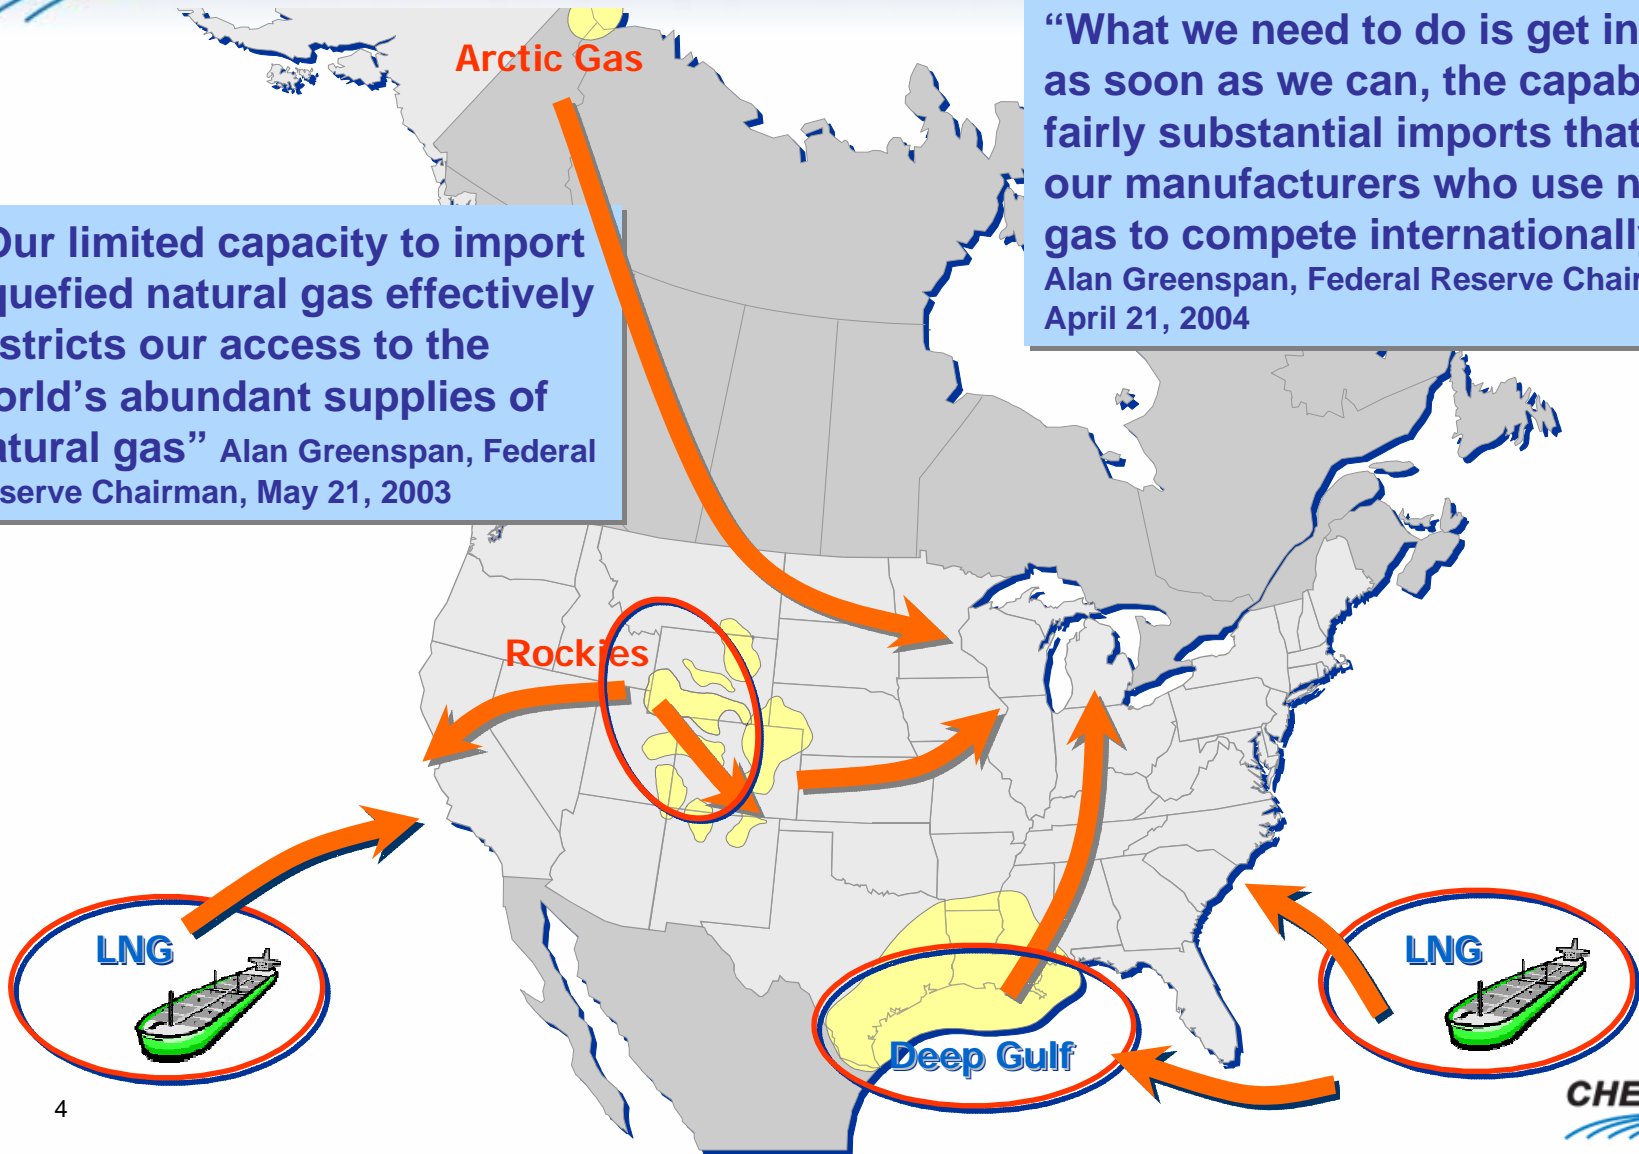 Arctic Gas
“What we need to do is get in
as soon as we can, the capab
fairly substantial imports that
our manufacturers who use n
gas to compete internationally
Alan Greenspan, Federal Reserve Chair
April 21, 2004
Our limited capacity to import
quefied natural gas effectively
stricts our access to the
orld’s abundant supplies of
atural gas” Alan Greenspan, Federal
serve Chairman, May 21, 2003
Rockies
LNG
LNG
Deep Gulf
4
CHE